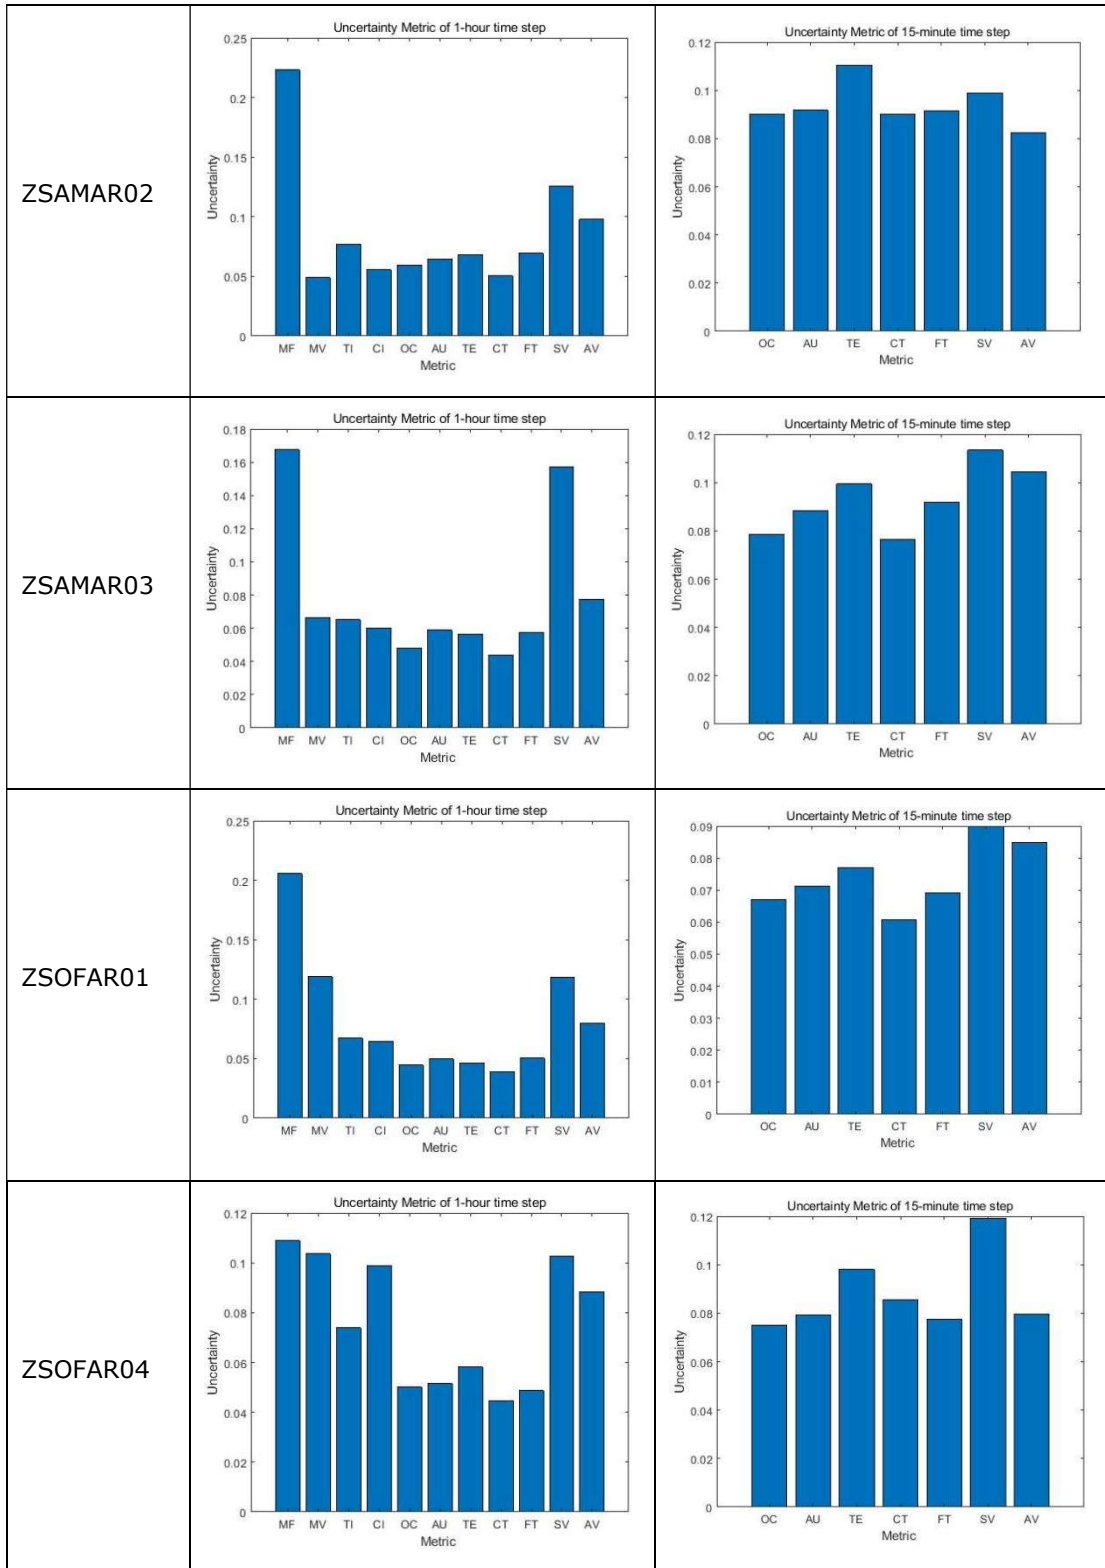 ZSAMAR02
Uncertainty Metric of 1-hour time step
0.25
0.2
0.15
0.1
0.05
0
Uncertainty
MF MV TI CI OC AU TE CT FT SV AV
Metric
Uncertainty Metric of 15-minute time step
0.12
0.1
0.08
0.06
0.04
0.02
0
Uncertainty
OC AU TE CT FT SV AV
Metric
ZSAMAR03
Uncertainty Metric of 1-hour time step
0.18
0.16
0.14
0.12
0.1
0.08
0.06
0.04
0.02
0
Uncertainty
MF MV TI CI OC AU TE CT FT SV AV
Metric
Uncertainty Metric of 15-minute time step
0.12
0.1
0.08
0.06
0.04
0.02
0
Uncertainty
OC AU TE CT FT SV AV
Metric
ZSOFAR01
Uncertainty Metric of 1-hour time step
0.25
0.2
0.15
0.1
0.05
0
Uncertainty
MF MV TI CI OC AU TE CT FT SV AV
Metric
Uncertainty Metric of 15-minute time step
0.09
0.08
0.07
0.06
0.05
0.04
0.03
0.02
0.01
0
Uncertainty
OC AU TE CT FT SV AV
Metric
ZSOFAR04
Uncertainty Metric of 1-hour time step
0.12
0.1
0.08
0.06
0.04
0.02
0
Uncertainty
MF MV TI CI OC AU TE CT FT SV AV
Metric
Uncertainty Metric of 15-minute time step
0.12
0.1
0.08
0.06
0.04
0.02
0
Uncertainty
OC AU TE CT FT SV AV
Metric